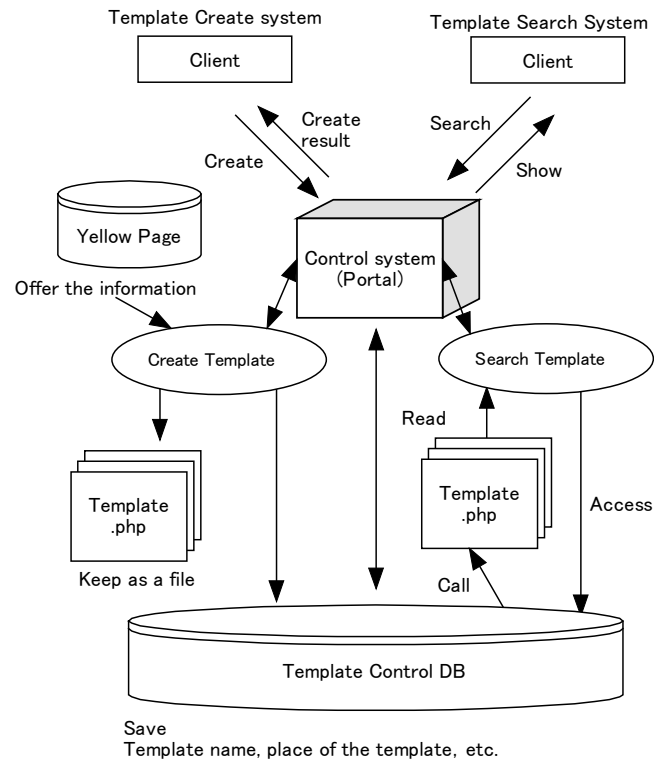 Template Create system
Template Search System
Client
Client
Create
result
Create
Search
Show
Yellow Page
Control system
(Portal)
Offer the information
Create Template
Search Template
Read
Template
.php
Template
.php
Access
Keep as a file
Call
Template Control DB
Save
Template name, place of the template, etc.